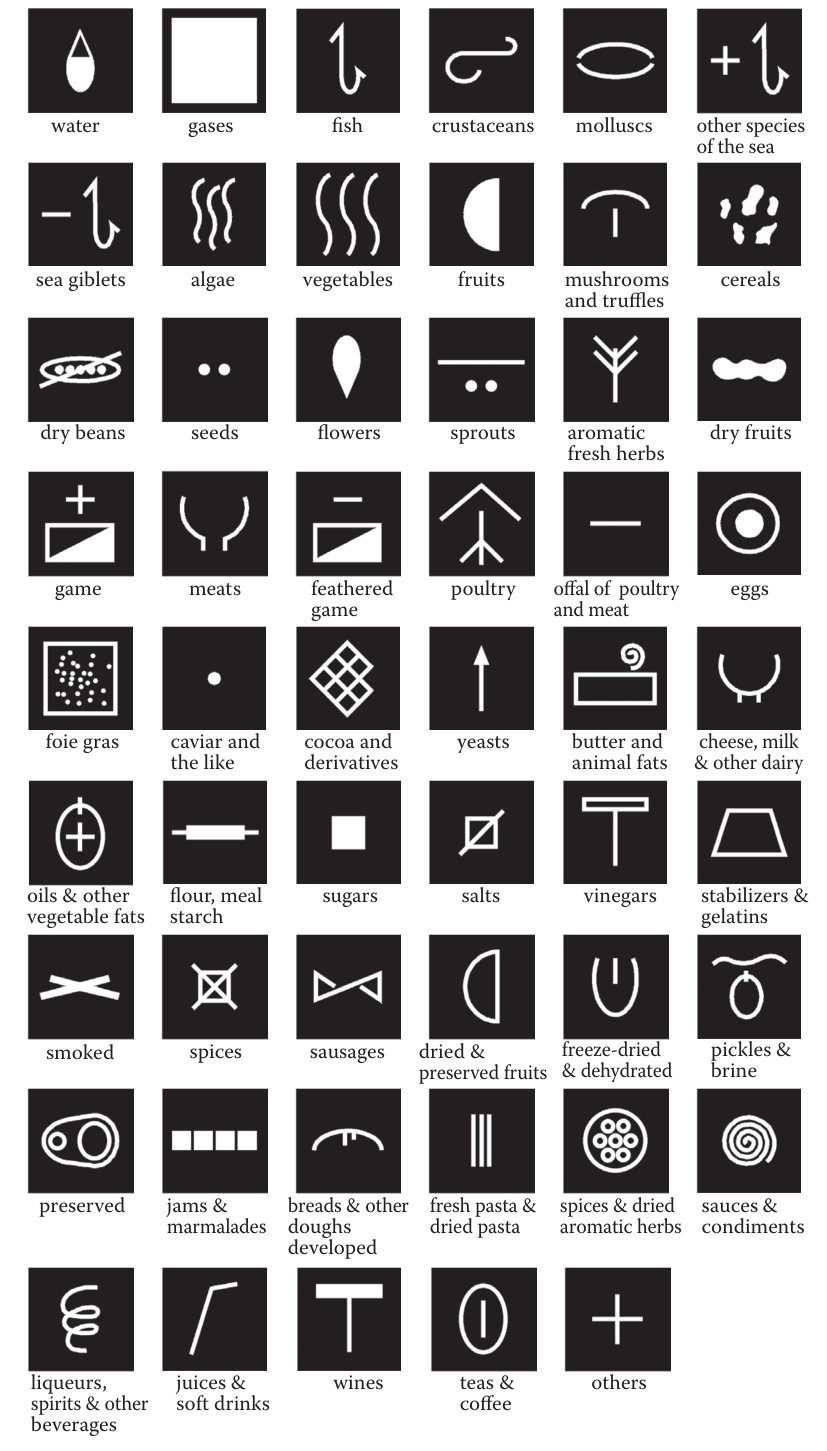 water
gases
fish
crustaceans
molluscs
other species
of the sea
sea giblets
algae
vegetables
fruits
mushrooms
and truffles
cereals
dry beans
seeds
flowers
sprouts
aromatic
fresh herbs
dry fruits
game
meats
feathered
game
poultry
offal of poultry
and meat
eggs
foie gras
caviar and
the like
cocoa and
derivatives
yeasts
butter and
animal fats
cheese, milk
& other dairy
oils & other
vegetable fats
flour, meal
starch
sugars
salts
vinegars
stabilizers &
gelatins
smoked
spices
sausages
dried &
preserved fruits
freeze-dried
& dehydrated
pickles &
brine
preserved
jams &
marmalades
breads & other
doughs
developed
fresh pasta &
dried pasta
spices & dried
aromatic herbs
sauces &
condiments
liqueurs,
spirits & other
beverages
juices &
soft drinks
wines
teas &
coffee
others